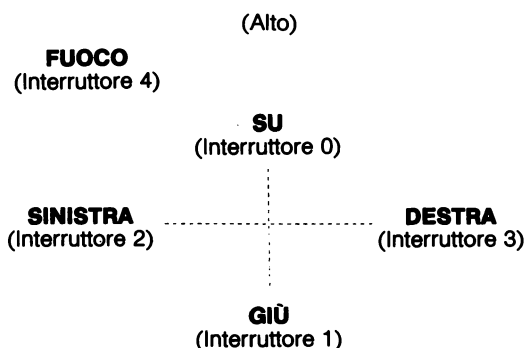 (Alto)
FUOCO
(Interruttore 4)
SU
(Interruttore 0)
SINISTRA
(Interruttore 2)
DESTRA
(Interruttore 3)
GIÙ
(Interruttore 1)